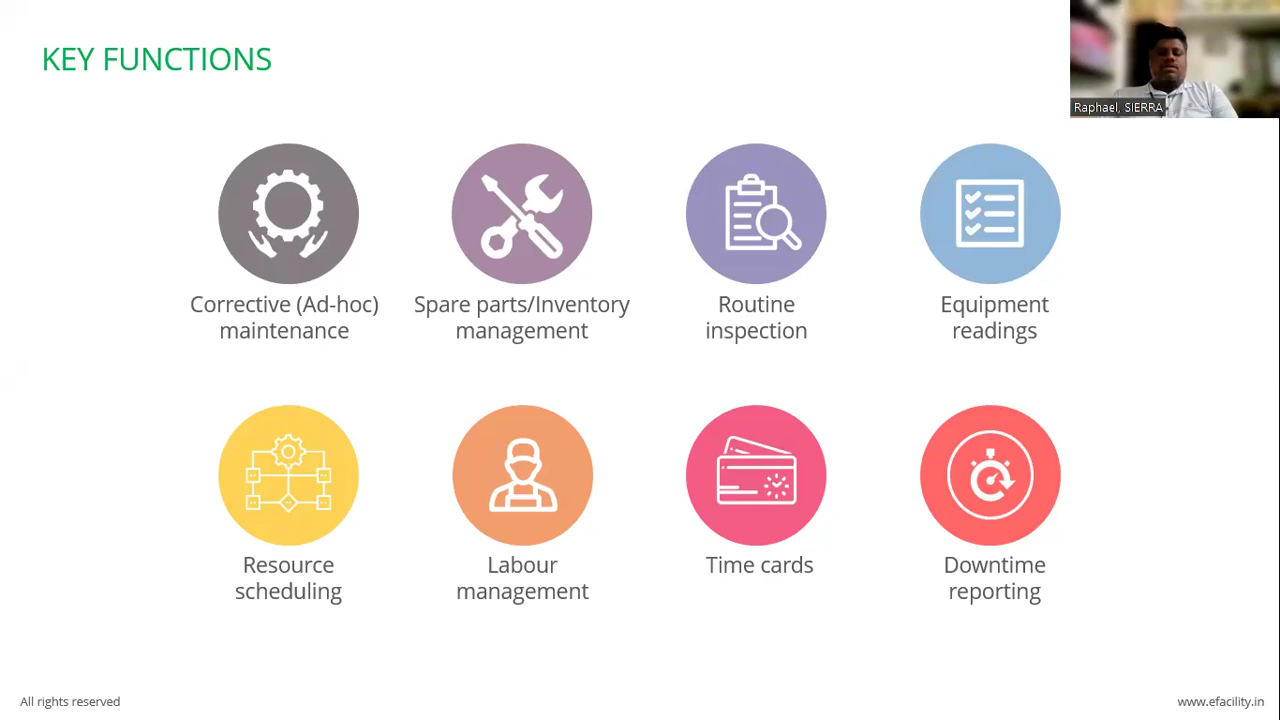 KEY FUNCTIONS
Raphael, SIERRA
Corrective (Ad-hoc)
maintenance
Spare parts/Inventory
management
Routine
inspection
Equipment
readings
Resource
scheduling
Labour
management
Time cards
Downtime
reporting
All rights reserved
www.efacility.in